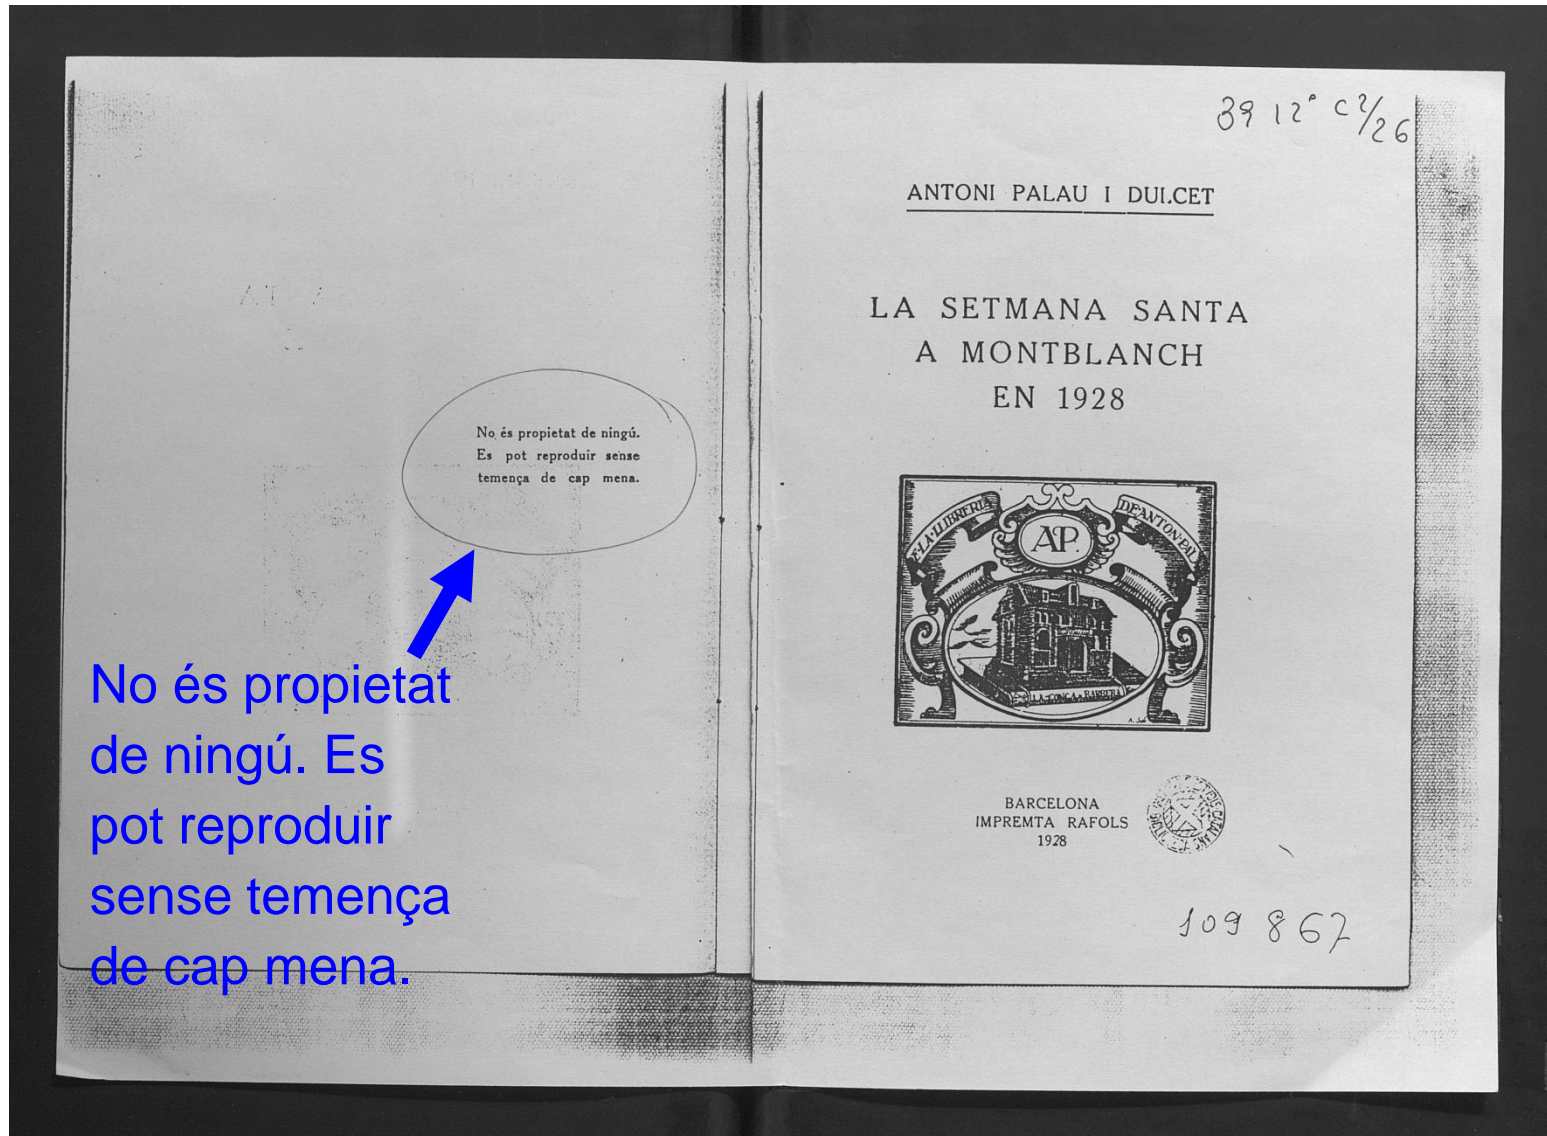 No és propietat de ningú.
Es pot reproduir sense
temença de cap mena.
No és propietat
de ningú. Es
pot reproduir
sense temença
de cap mena.
39 12° C 2/26
ANTONI PALAU I DULCET
LA SETMANA SANTA
A MONTBLANCH
EN 1928
E·LA·LLIBRERIA
DE·ANTON·PAL
AP.
LA·CONCA·DE·BARBERÀ
BARCELONA
IMPREMTA RAFOLS
1928
109 867